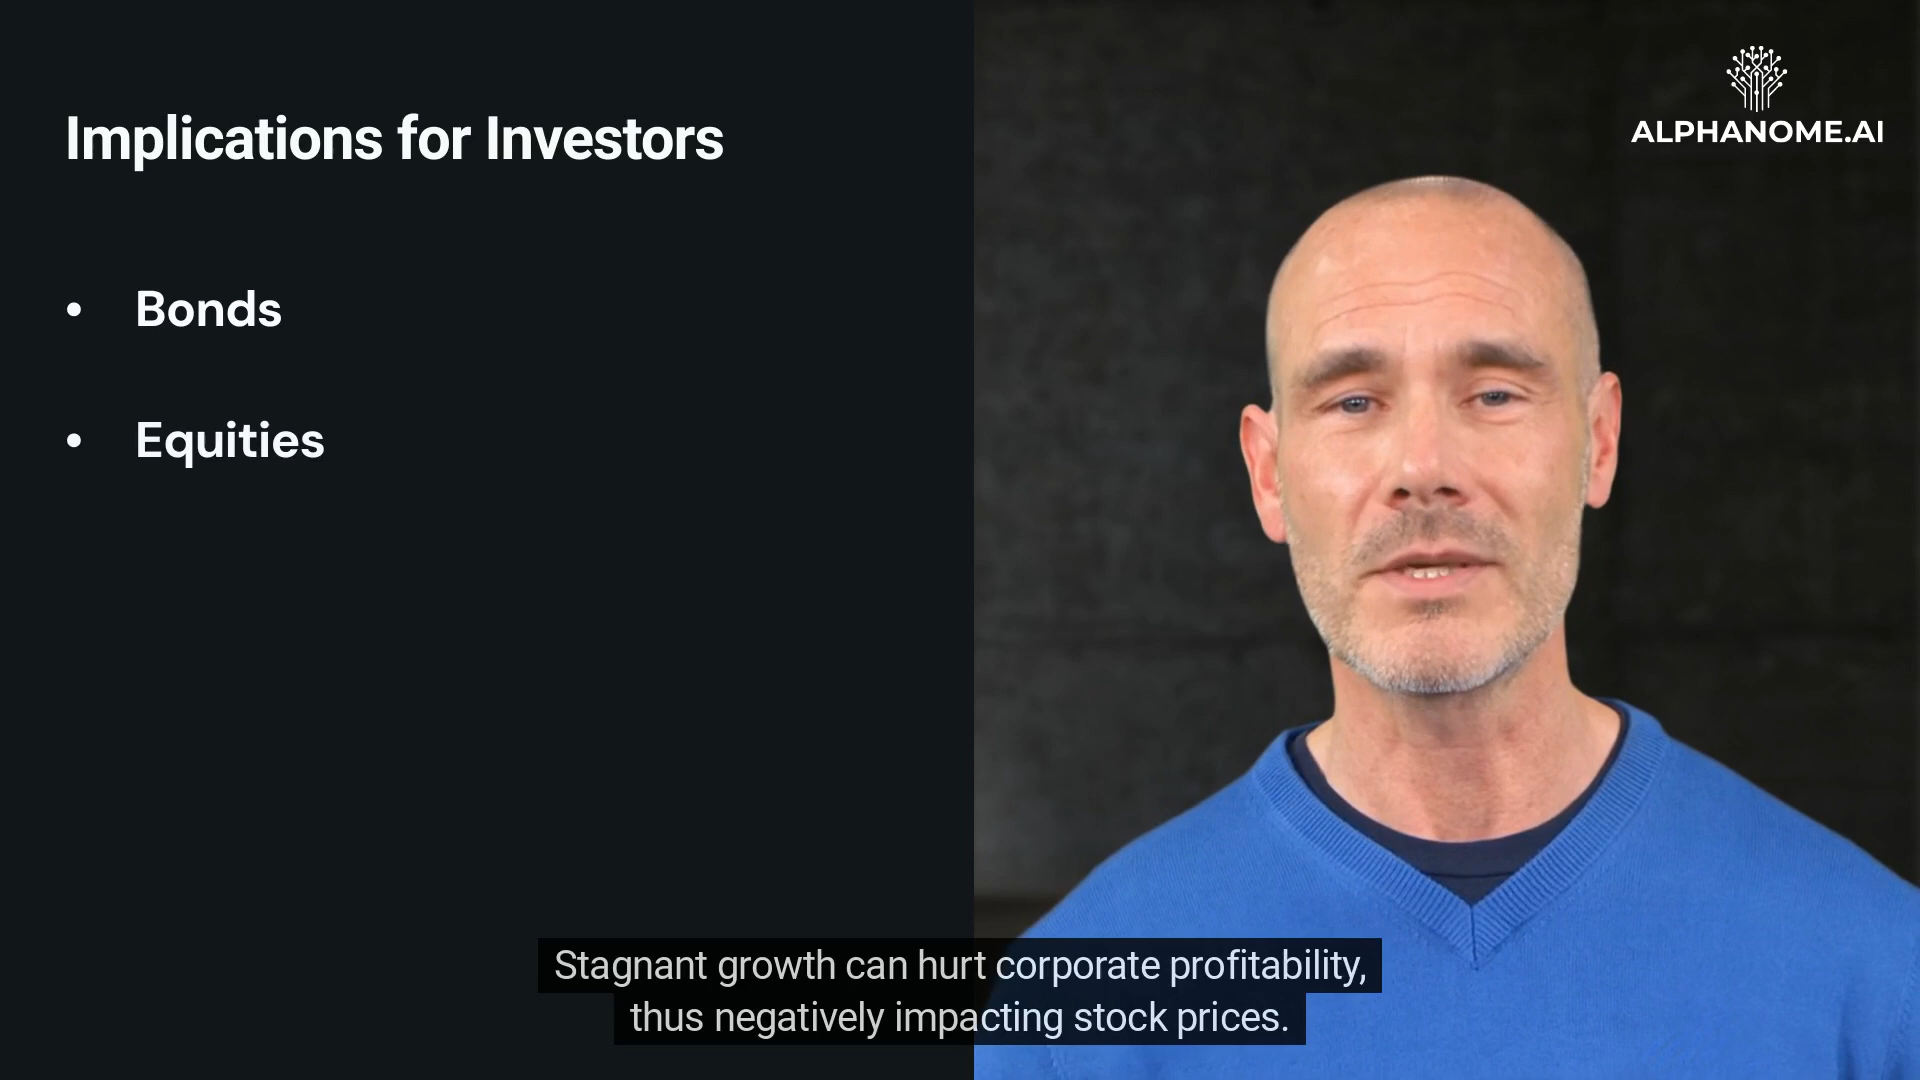 Implications for Investors
ALPHANOME.AI
• Bonds
• Equities
Stagnant growth can hurt corporate profitability,
thus negatively impacting stock prices.